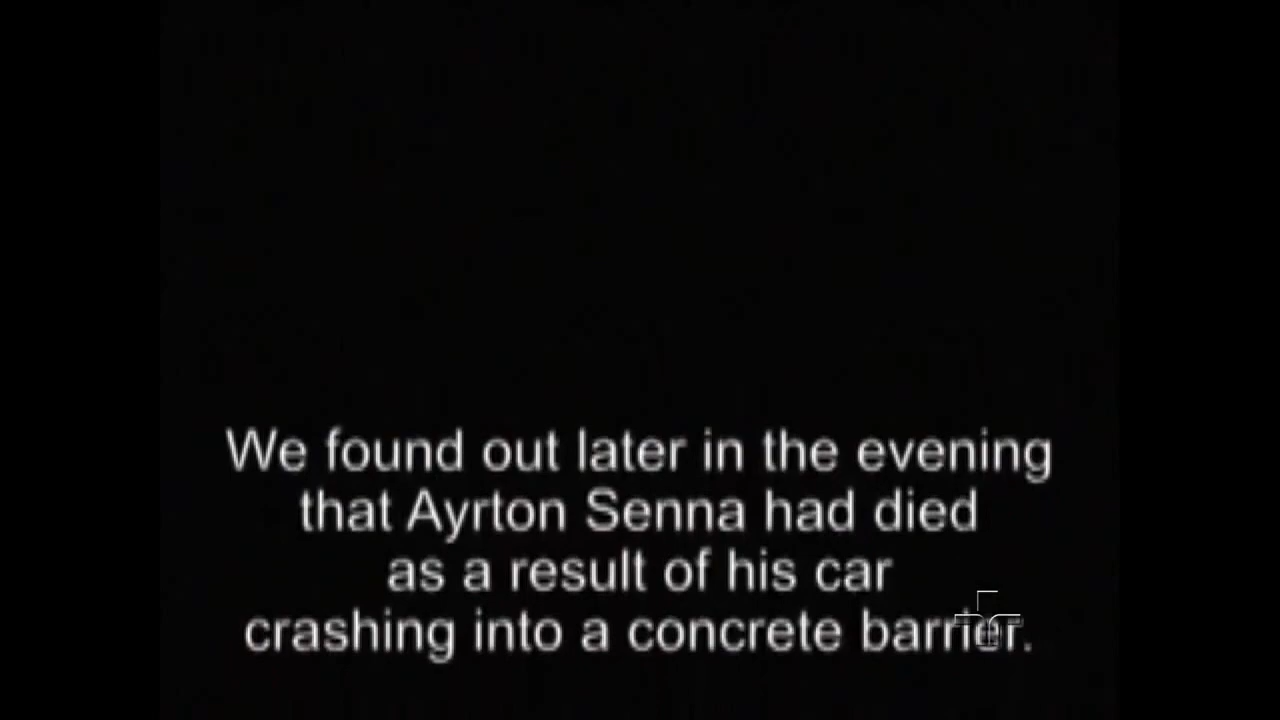 We found out later in the evening
that Ayrton Senna had died
as a result of his car
crashing into a concrete barrier.